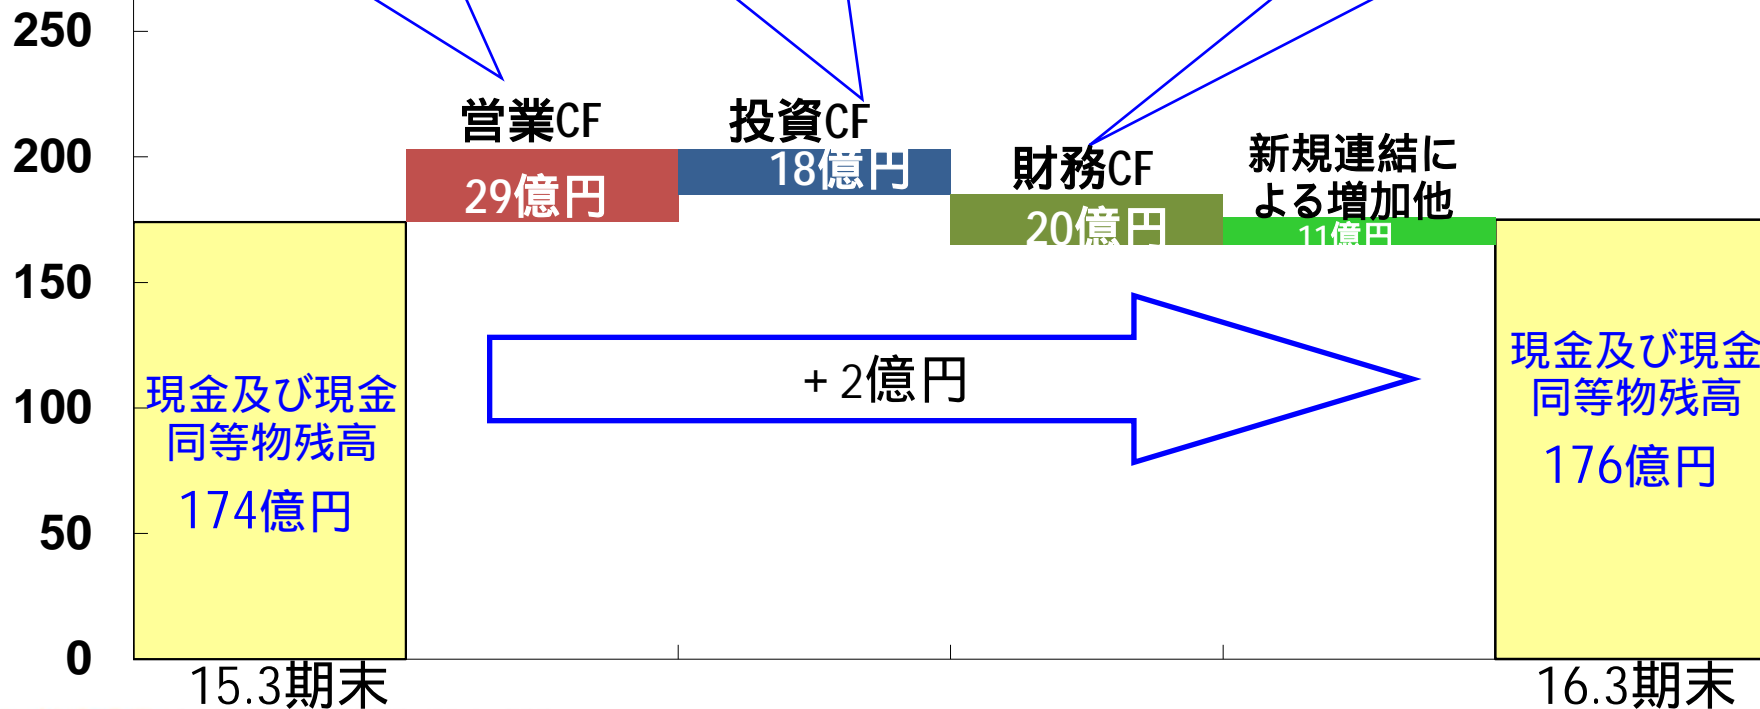 250
200
150
100
50
0
営業CF
29億円
投資CF
18億円
財務CF
20億円
新規連結に
よる増加他
11億円
+ 2億円
現金及び現金
同等物残高
174億円
現金及び現金
同等物残高
176億円
15.3期末
16.3期末